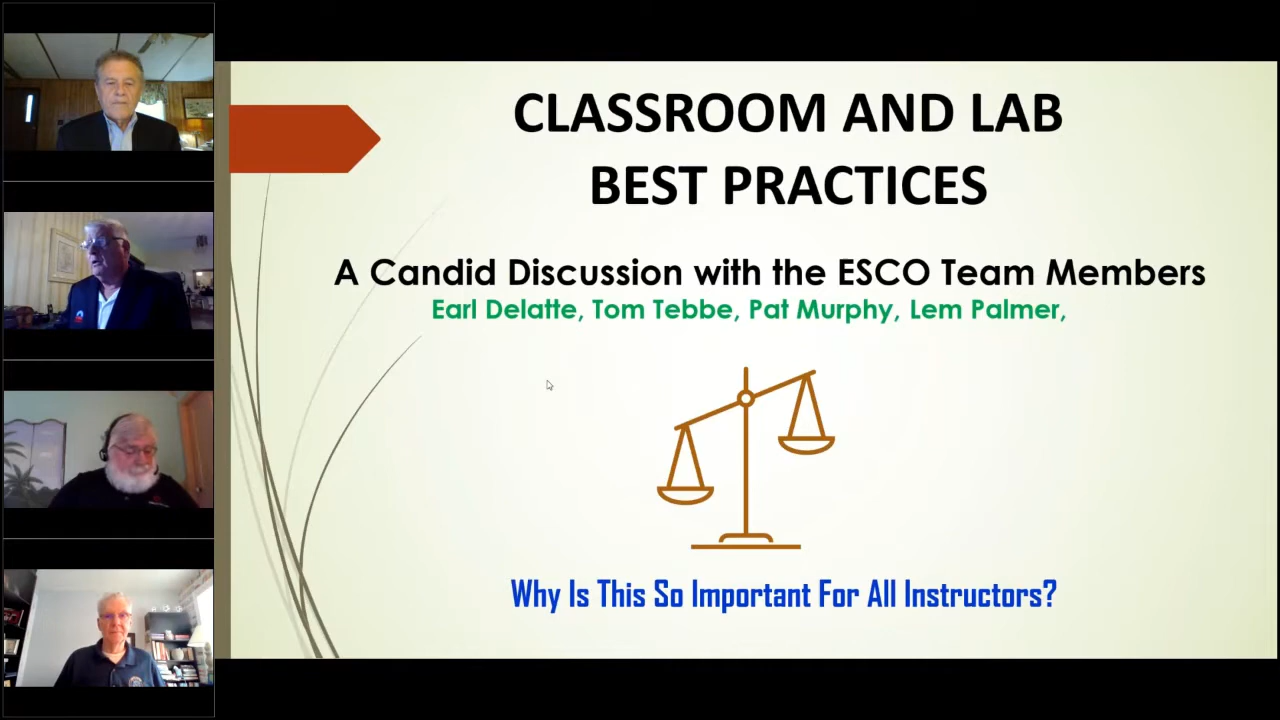 CLASSROOM AND LAB
BEST PRACTICES
A Candid Discussion with the ESCO Team Members
Earl Delatte, Tom Tebbe, Pat Murphy, Lem Palmer,
Why Is This So Important For All Instructors?